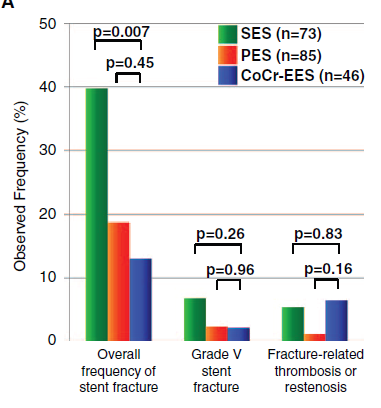 A
50
40
30
20
10
0
Observed Frequency (%)
SES (n=73)
PES (n=85)
CoCr-EES (n=46)
p=0.007
p=0.45
p=0.26
p=0.96
p=0.83
p=0.16
Overall
frequency of
stent fracture
Grade V
stent
fracture
Fracture-related
thrombosis or
restenosis